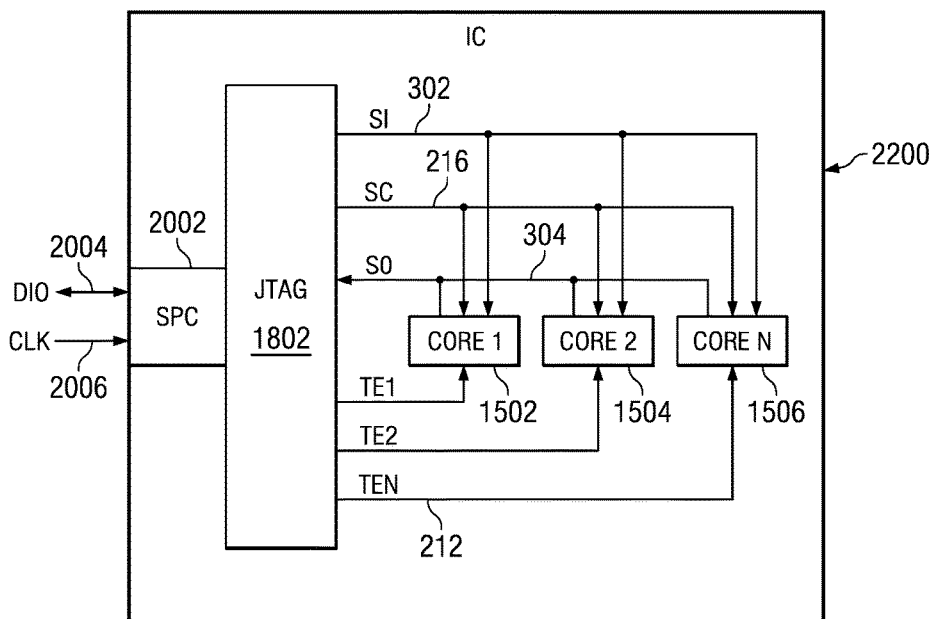 IC
302
SI
2200
216
SC
2002
304
2004
SO
DIO
JTAG
SPC
1802
CORE 1
CORE 2
CORE N
CLK
2006
TE1
1502
1504
1506
TE2
TEN
212